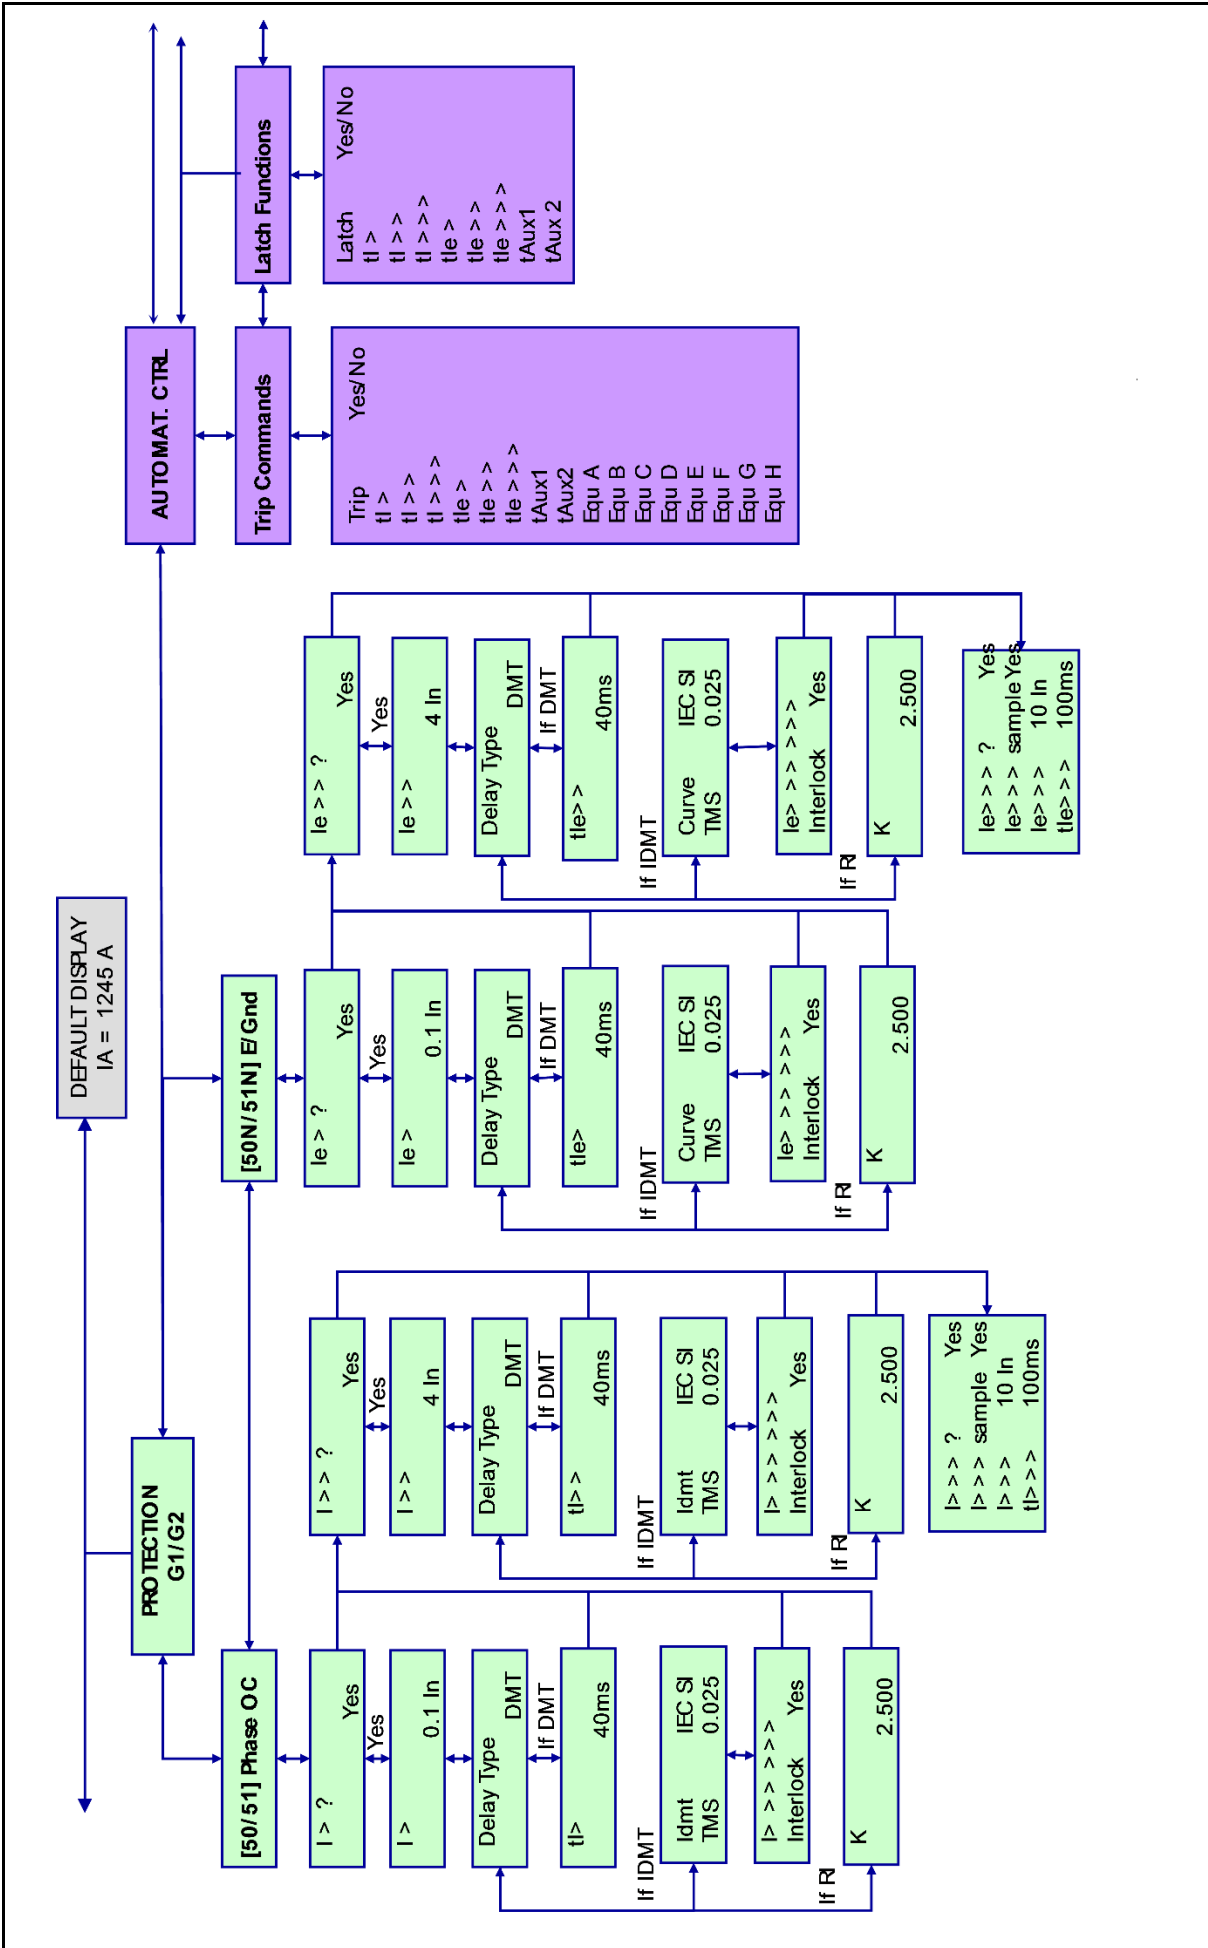 DEFAULT DISPLAY
IA = 1245 A
PROTECTION
G1/G2
AUTOMAT. CTRL
[50/51] Phase OC
[50N/51N] E/Gnd
Trip Commands
Latch Functions
I > ?
Yes
Yes
I >
0.1 In
Delay Type
DMT
If DMT
tI>
40ms
If IDMT
Idmt IEC SI
TMS 0.025
I> > > > > > >
Interlock Yes
If RI
K
2.500
I > > ?
Yes
Yes
I > >
4 In
Delay Type
DMT
If DMT
tI> >
40ms
If IDMT
Idmt IEC SI
TMS 0.025
I> > > > > > >
Interlock Yes
If RI
K
2.500
I> > > ? Yes
I> > > sample Yes
I> > > 10 In
tI> > > 100ms
Ie > ?
Yes
Yes
Ie >
0.1 In
Delay Type
DMT
If DMT
tIe>
40ms
If IDMT
Curve IEC SI
TMS 0.025
Ie> > > > > > >
Interlock Yes
If RI
K
2.500
Ie > > ?
Yes
Yes
Ie > >
4 In
Delay Type
DMT
If DMT
tIe> >
40ms
If IDMT
Curve IEC SI
TMS 0.025
Ie> > > > > > >
Interlock Yes
If RI
K
2.500
Ie> > > ? Yes
Ie> > > sample Yes
Ie> > > 10 In
tIe> > > 100ms
Trip Yes/No
tI >
tI > >
tI > > >
tIe >
tIe > >
tIe > > >
tAux1
tAux2
Equ A
Equ B
Equ C
Equ D
Equ E
Equ F
Equ G
Equ H
Latch Yes/No
tI >
tI > >
tI > > >
tIe >
tIe > >
tIe > > >
tAux1
tAux 2